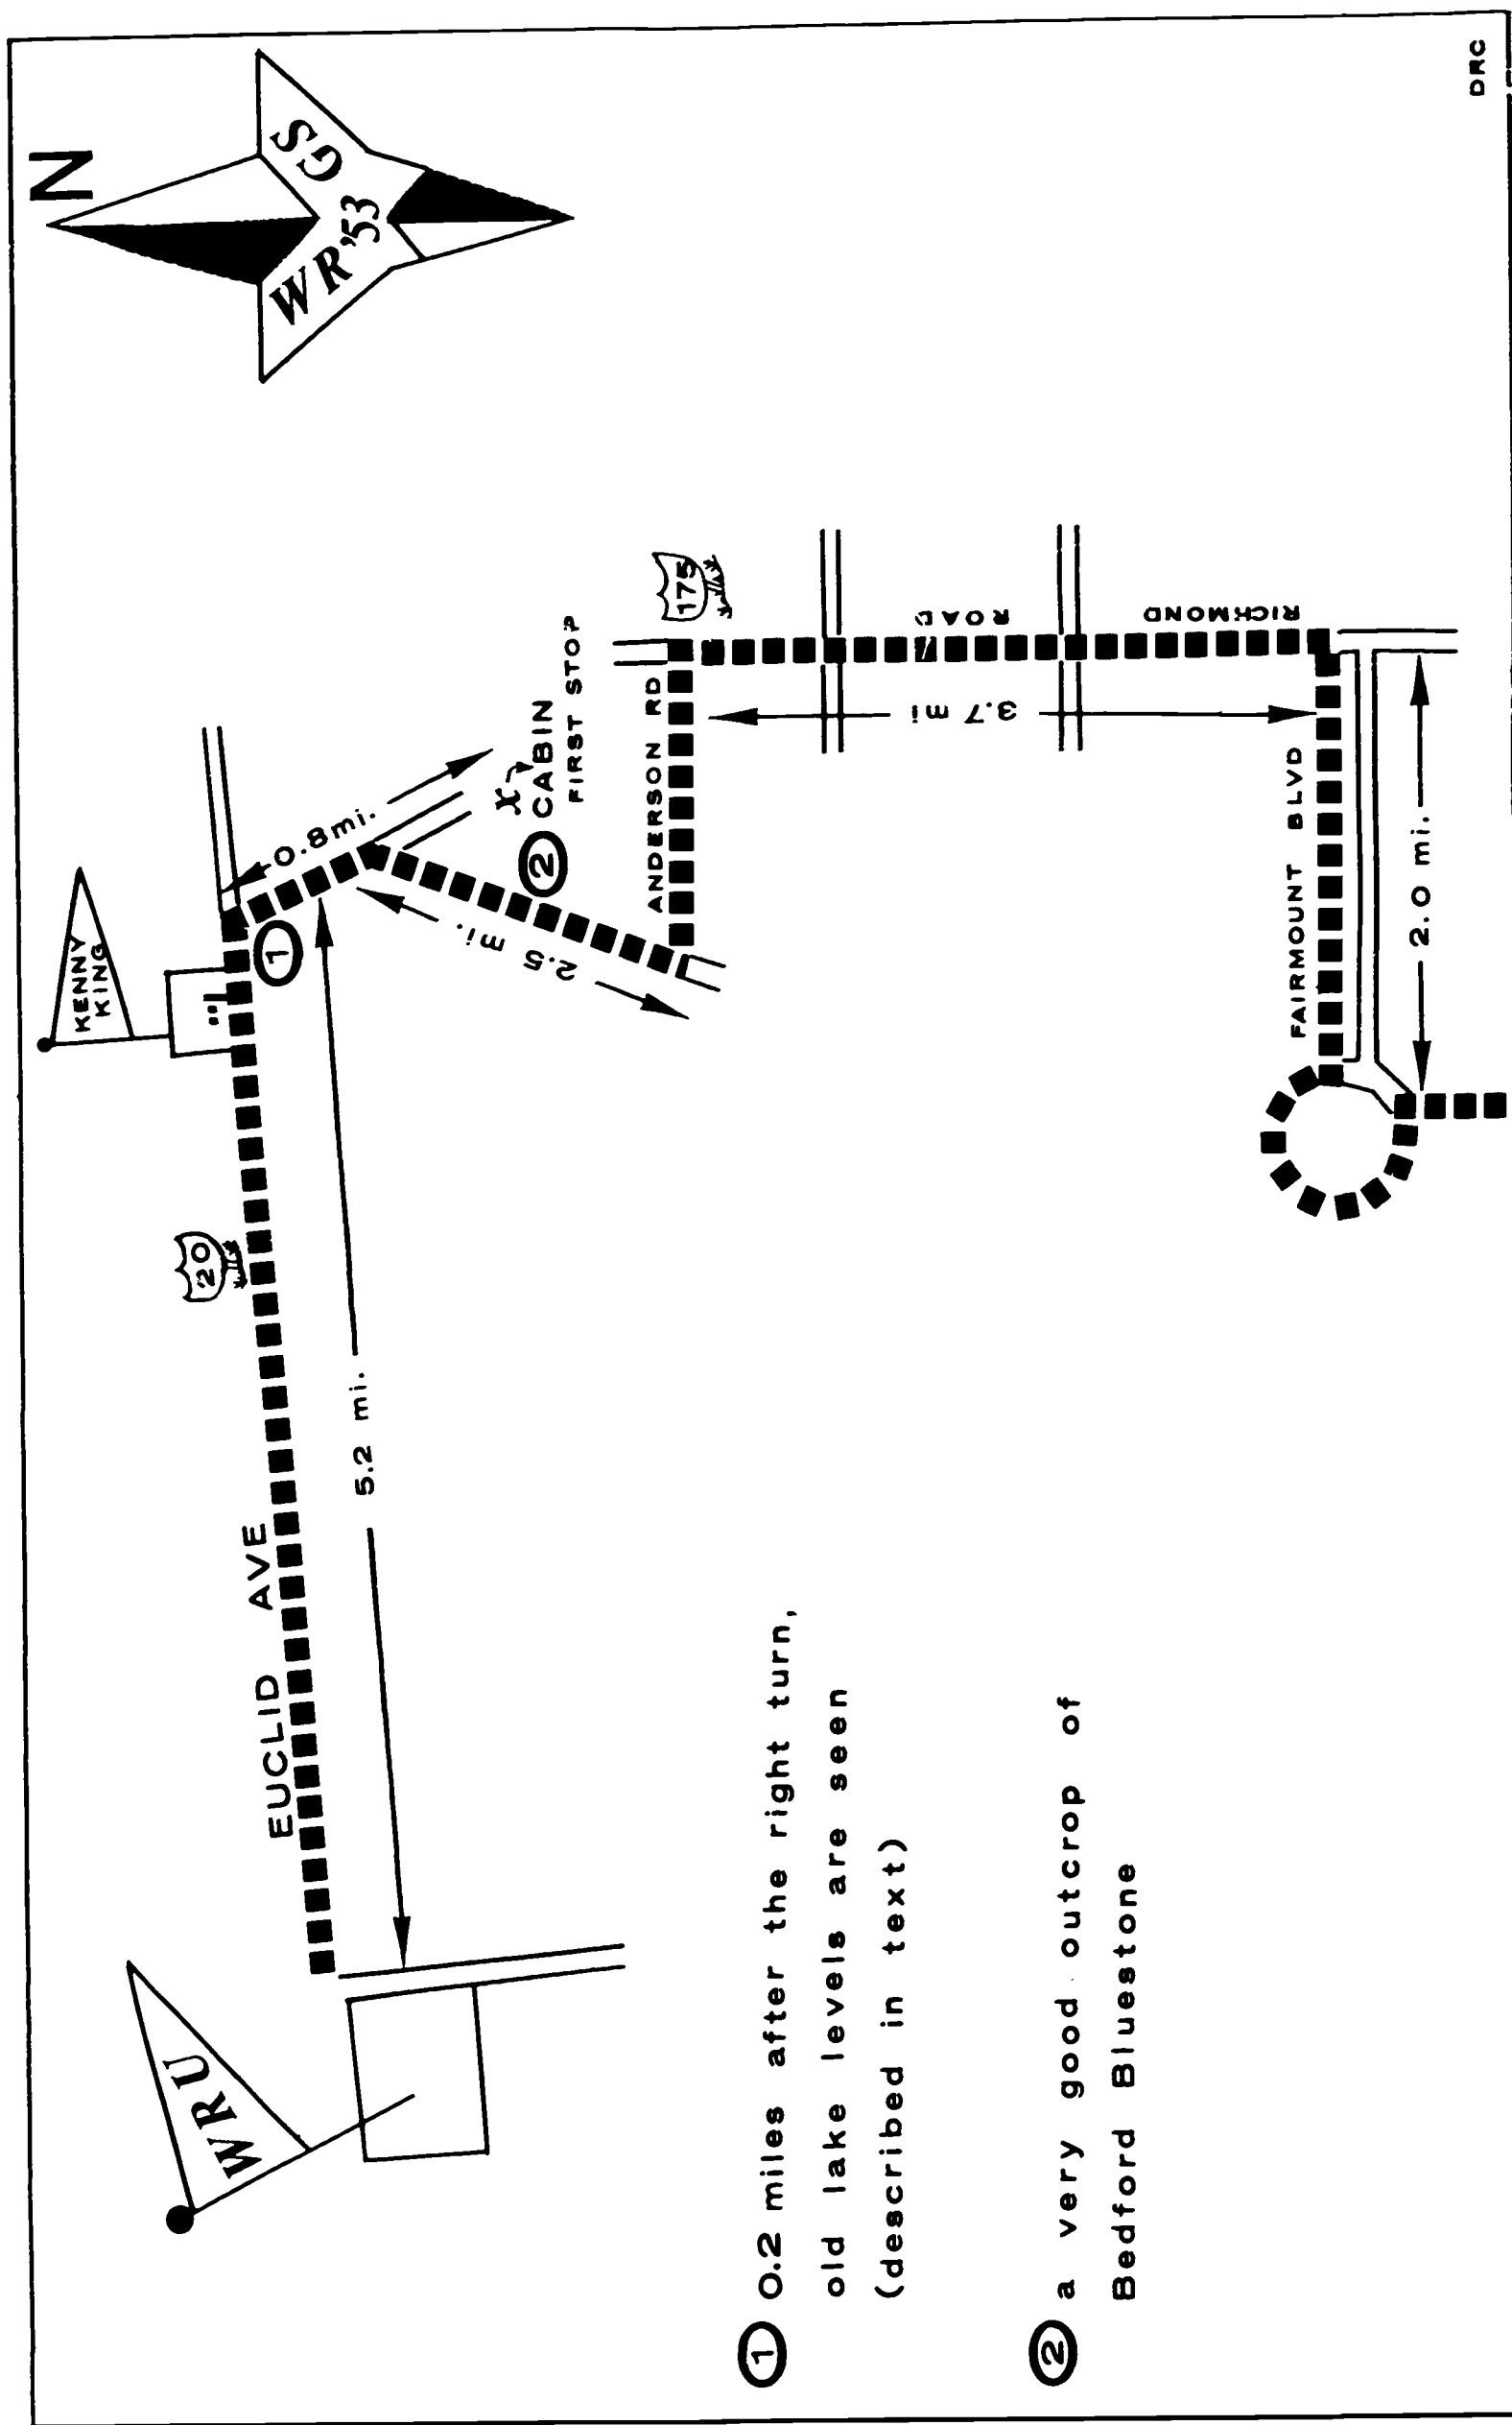 N
WR'53
SG
WRU
EUCLID AVE
20
5.2 mi.
KENNY
KING
1
0.8 mi.
2.5 mi.
x
2 CABIN
FIRST STOP
ANDERSON RD
175
3.7 mi
RICHMOND ROAD
FAIRMOUNT BLVD
2.0 mi.
1 0.2 miles after the right turn,
old lake levels are seen
(described in text)
2 a very good outcrop of
Bedford Bluestone
DRC